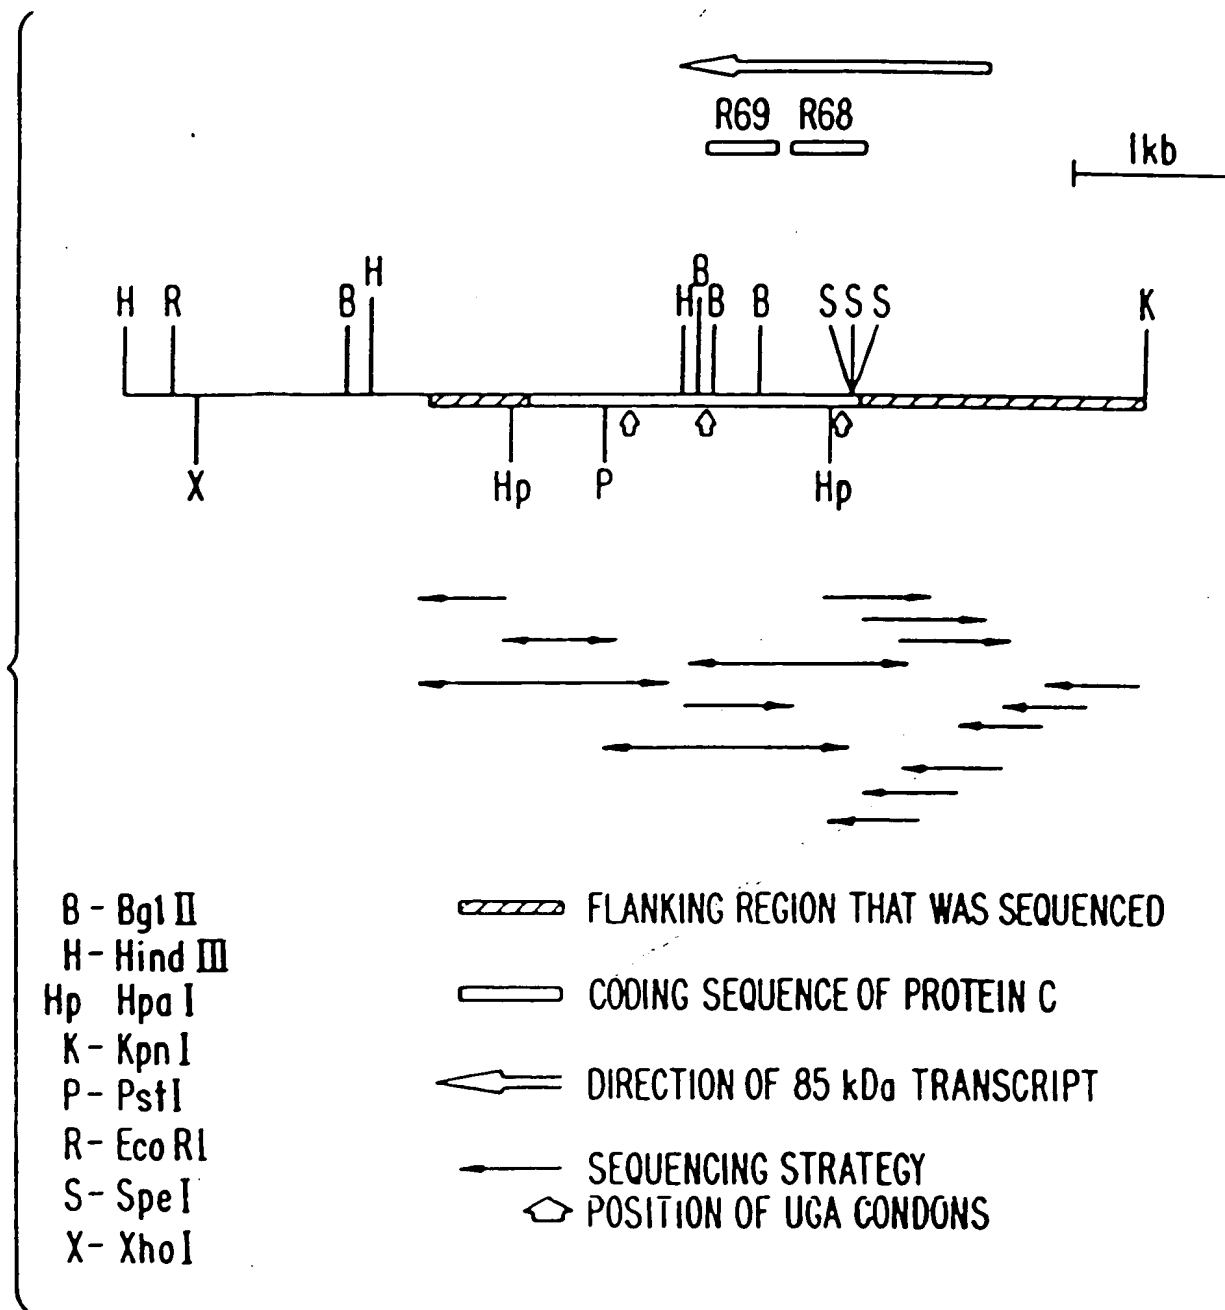 R69 R68
1kb
H R B H H B B B S S S K
X Hp P Hp
B - Bgl II
H - Hind III
Hp Hpa I
K - Kpn I
P - Pst I
R - Eco R1
S - Spe I
X - Xho I
FLANKING REGION THAT WAS SEQUENCED
CODING SEQUENCE OF PROTEIN C
DIRECTION OF 85 kDa TRANSCRIPT
SEQUENCING STRATEGY
POSITION OF UGA CONDONS